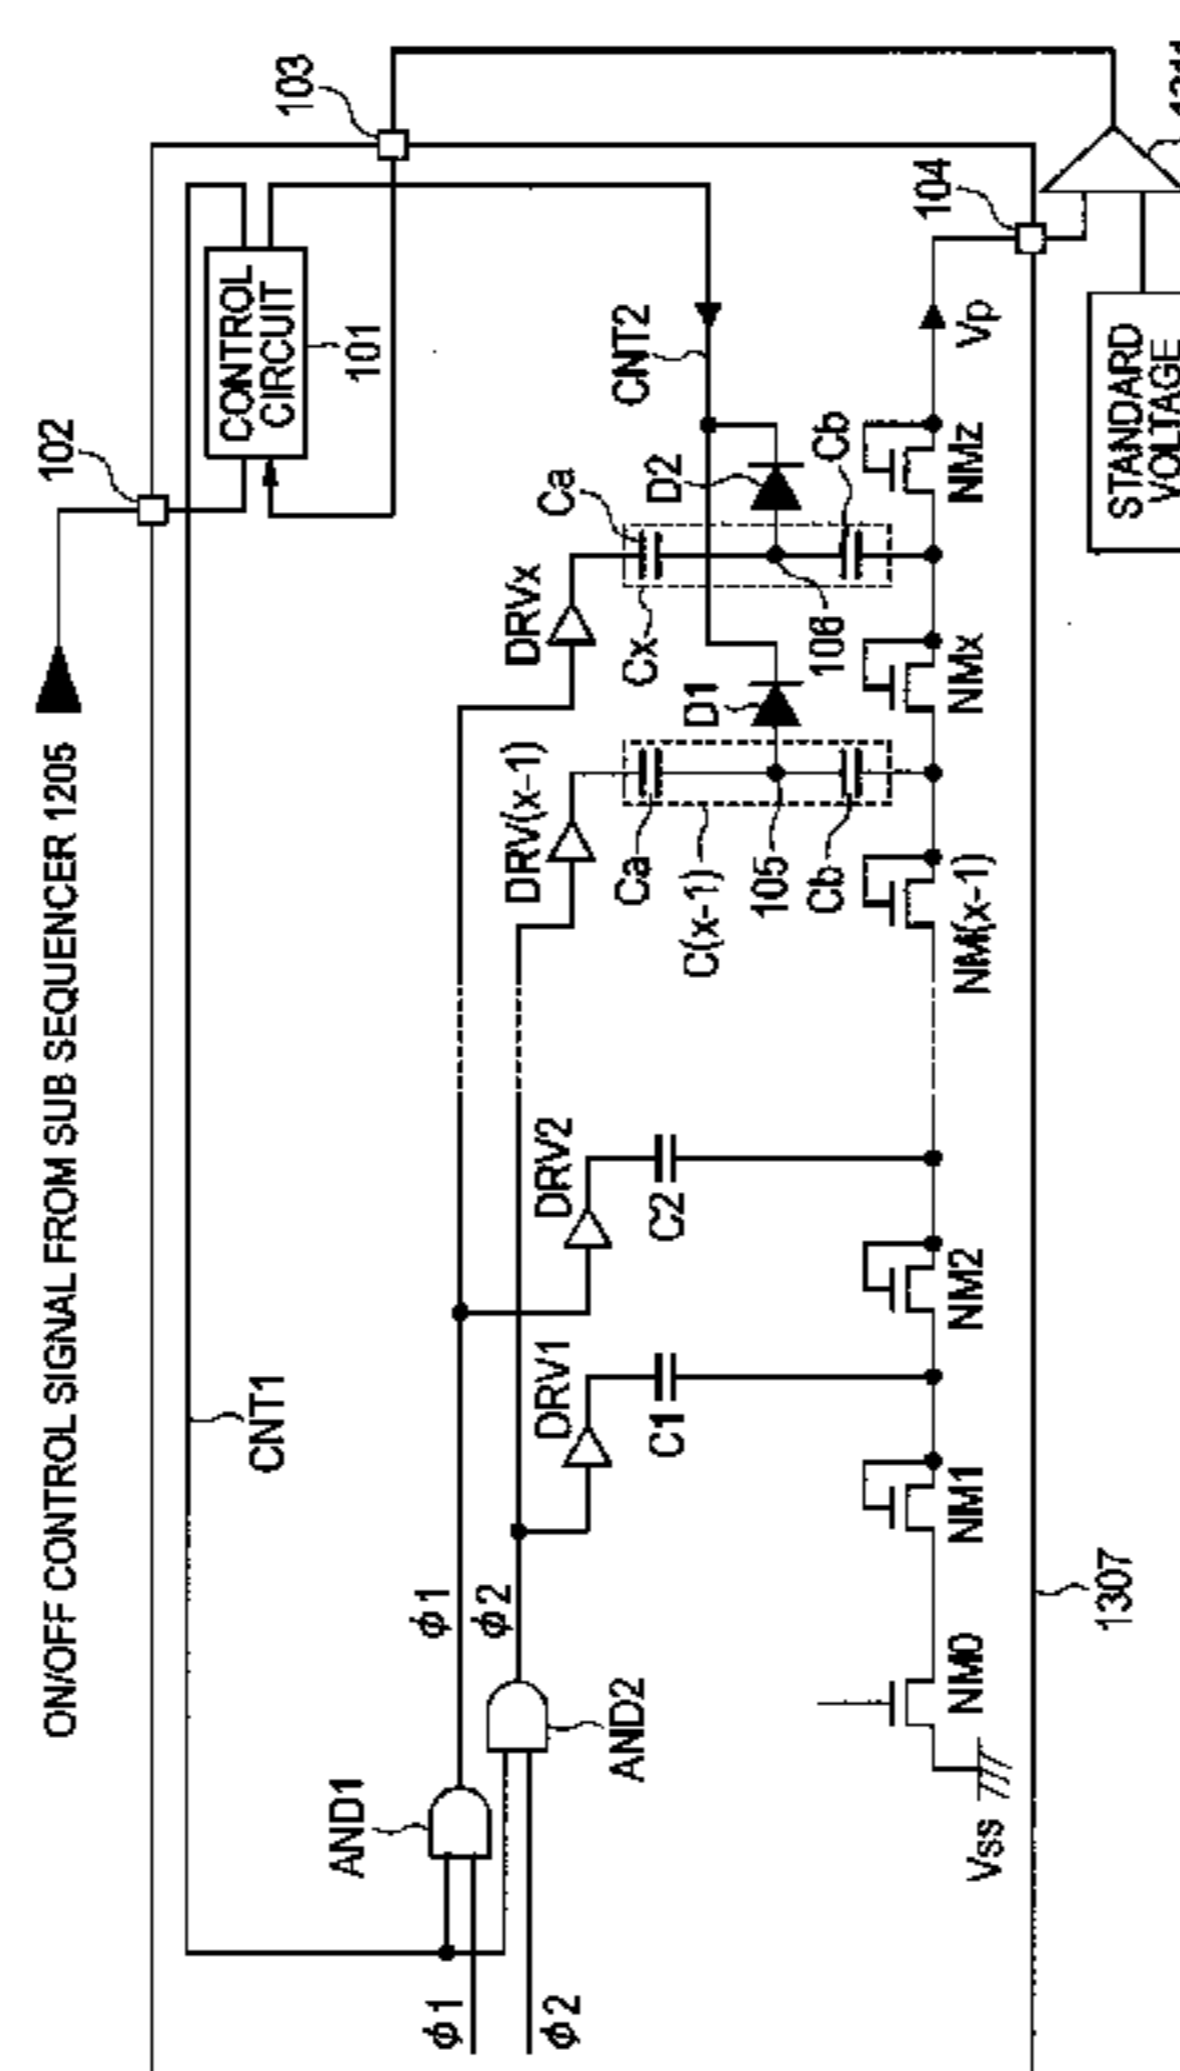 ON/OFF CONTROL SIGNAL FROM SUB SEQUENCER 1205
102
103
CNT1
CONTROL
CIRCUIT
101
AND1
φ1
φ2
φ1
φ2
AND2
DRV1
DRV2
DRV(x-1)
DRVx
C1
C2
Ca
C(x-1)
D1
105
Cb
Ca
Cx
D2
106
Cb
CNT2
104
Vss
NM0
NM1
NM2
NM(x-1)
NMx
NMz
Vp
1307
STANDARD
VOLTAGE